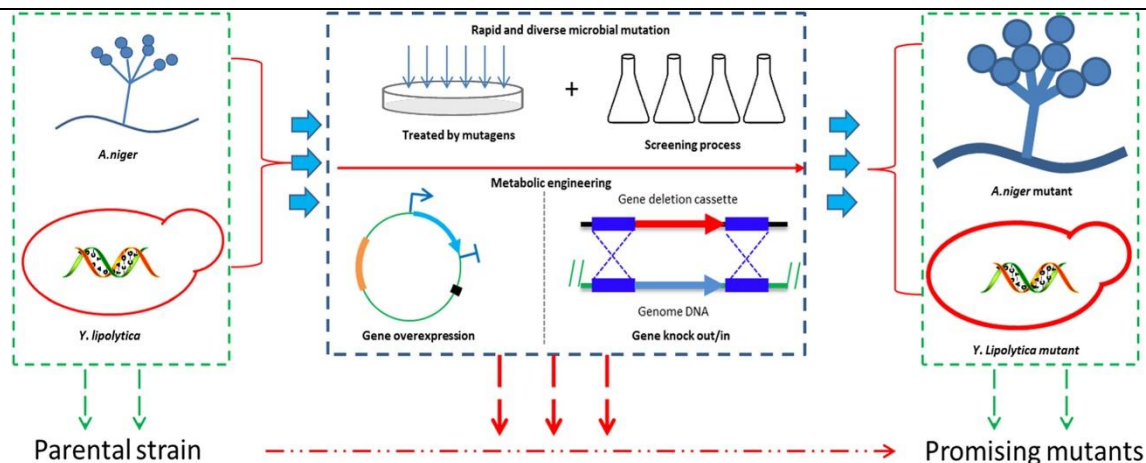 Rapid and diverse microbial mutation
+
Treated by mutagens
Screening process
A.niger
A.niger mutant
Metabolic engineering
Gene deletion cassette
Genome DNA
Y. lipolytica
Gene overexpression
Gene knock out/in
Y. Lipolytica mutant
Parental strain
Promising mutants